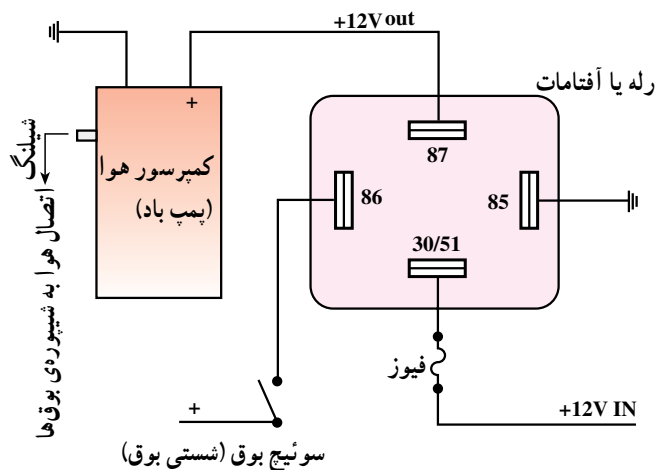 +12V out
رله یا آفتامات
+
کمپرسور هوا
(پمپ باد)
شیلنگ
اتصال هوا به شیپوره‌ی بوق‌ها
87
86
85
30/51
فیوز
+12V IN
+
سوئیچ بوق (شستی بوق)